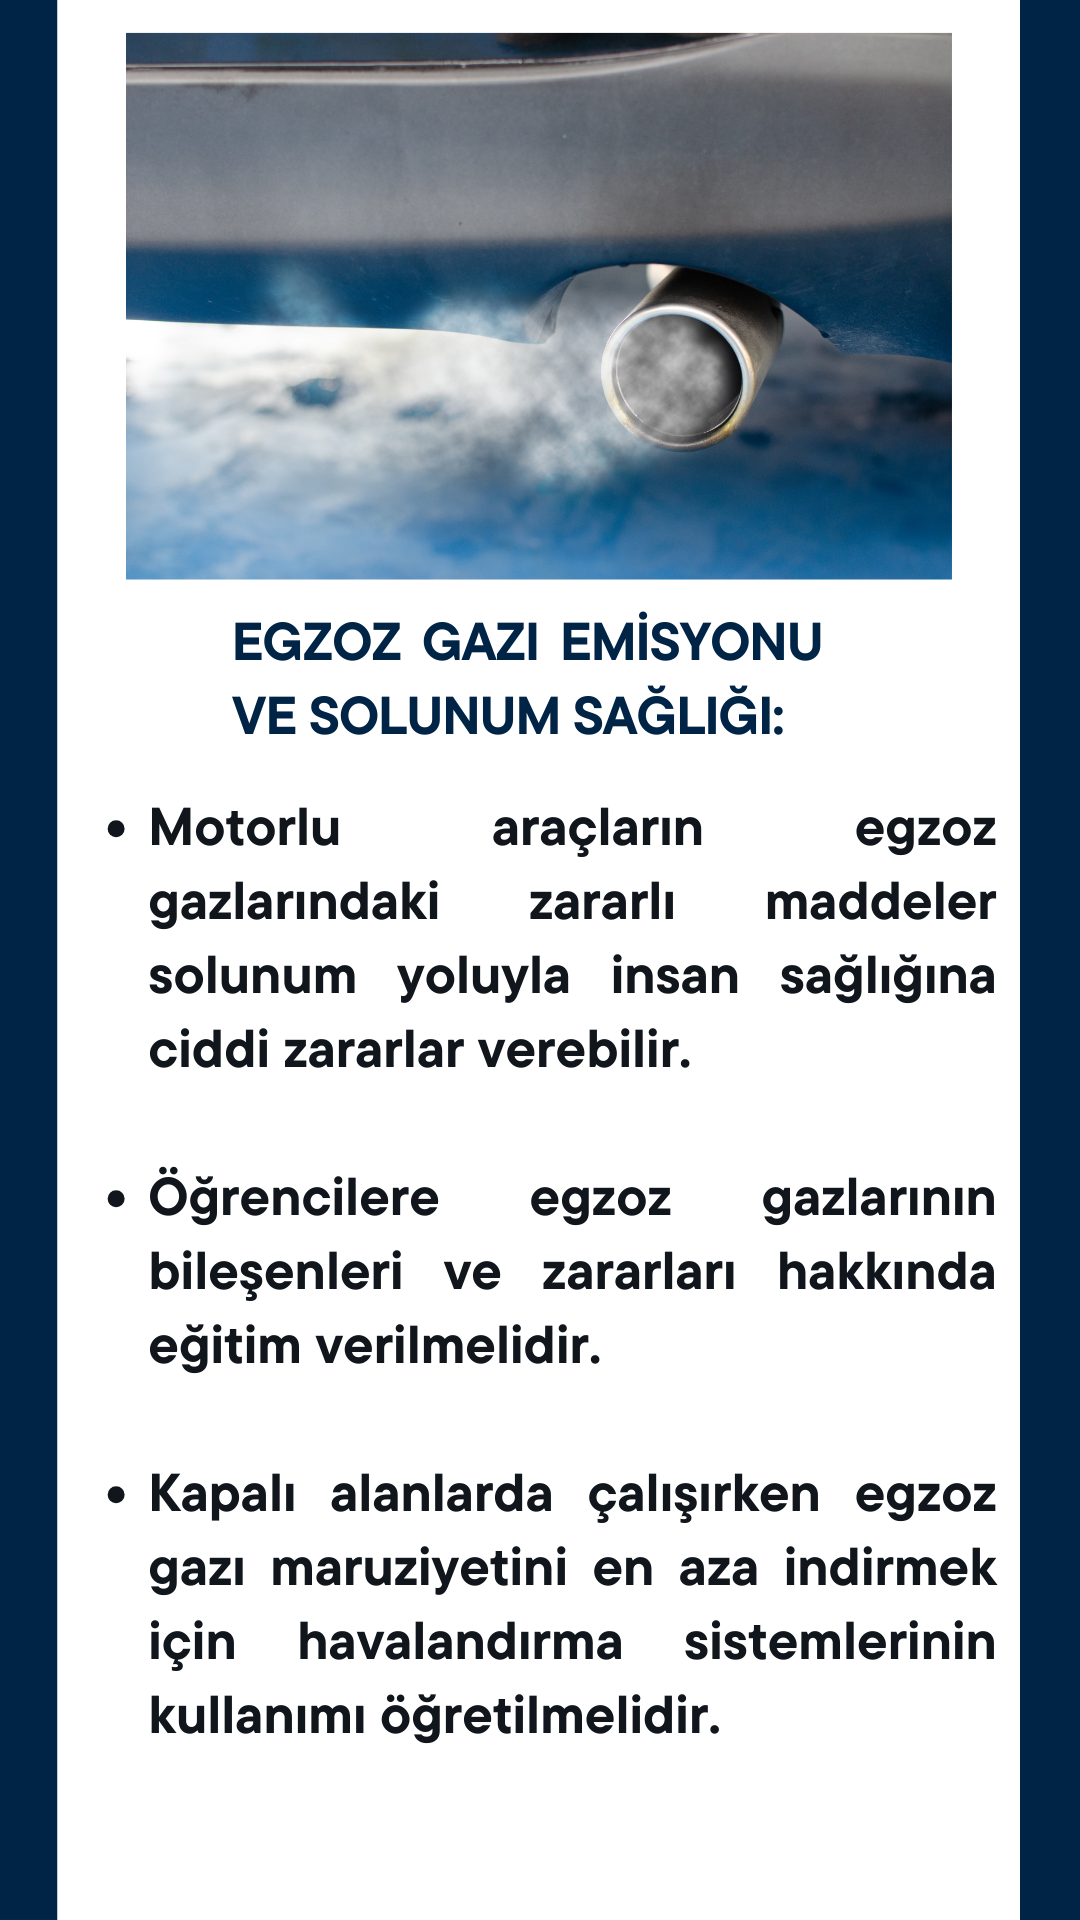 EGZOZ GAZI EMİSYONU
VE SOLUNUM SAĞLIĞI:
• Motorlu araçların egzoz
gazlarındaki zararlı maddeler
solunum yoluyla insan sağlığına
ciddi zararlar verebilir.
• Öğrencilere egzoz gazlarının
bileşenleri ve zararları hakkında
eğitim verilmelidir.
• Kapalı alanlarda çalışırken egzoz
gazı maruziyetini en aza indirmek
için havalandırma sistemlerinin
kullanımı öğretilmelidir.